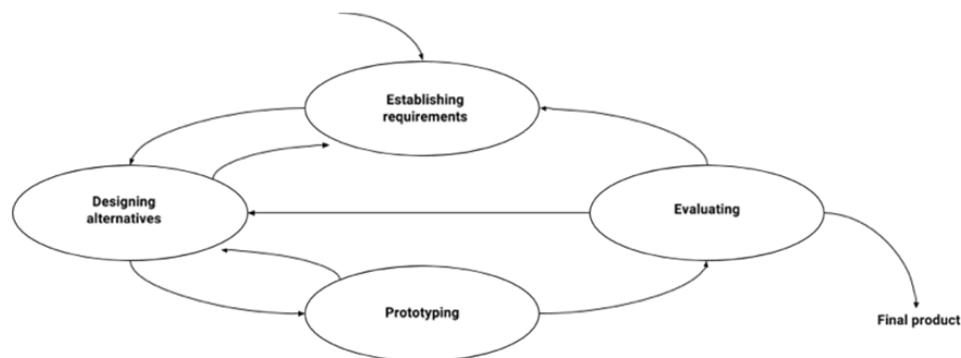 Establishing
requirements
Designing
alternatives
Evaluating
Prototyping
Final product